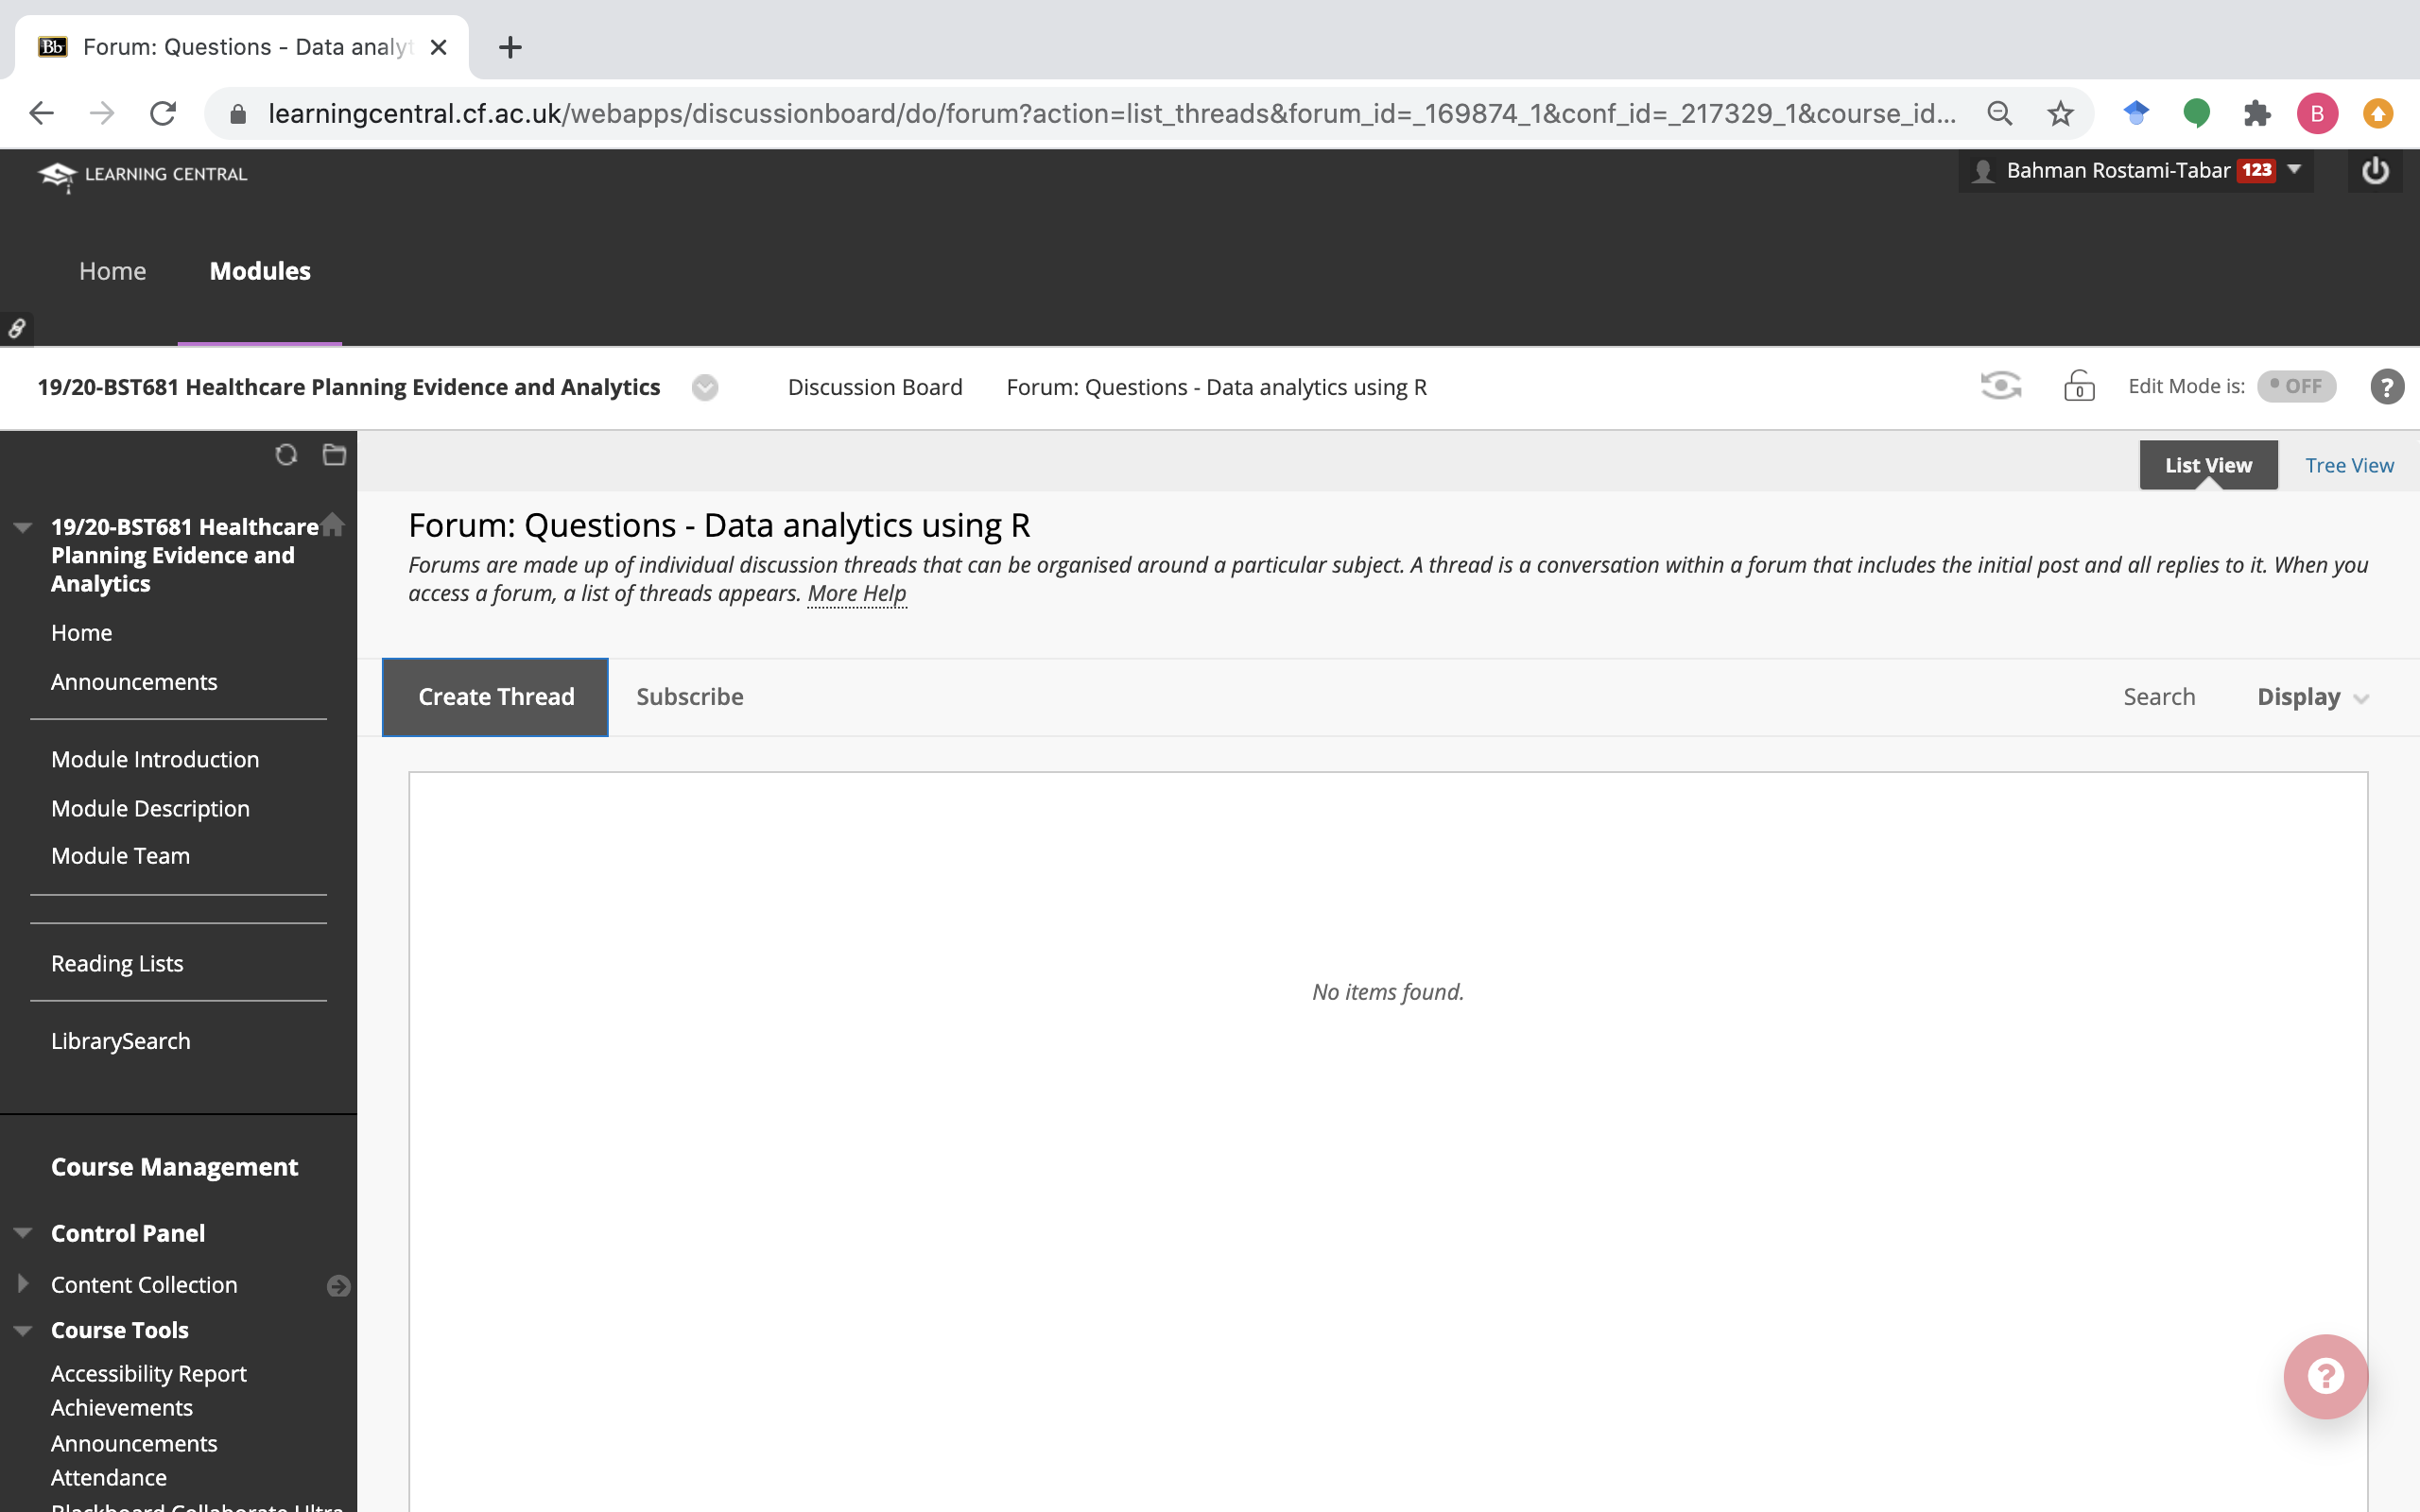 Bb Forum: Questions - Data analyt
learningcentral.cf.ac.uk/webapps/discussionboard/do/forum?action=list_threads&forum_id=_169874_1&conf_id=_217329_1&course_id...
B
LEARNING CENTRAL
Bahman Rostami-Tabar 123
Home Modules
19/20-BST681 Healthcare Planning Evidence and Analytics Discussion Board Forum: Questions - Data analytics using R 0 Edit Mode is: OFF ?
List View Tree View
19/20-BST681 Healthcare
Planning Evidence and
Analytics
Home
Announcements
Module Introduction
Module Description
Module Team
Reading Lists
LibrarySearch
Course Management
Control Panel
Content Collection
Course Tools
Accessibility Report
Achievements
Announcements
Attendance
Blackboard Collaborate Ultra
Forum: Questions - Data analytics using R
Forums are made up of individual discussion threads that can be organised around a particular subject. A thread is a conversation within a forum that includes the initial post and all replies to it. When you
access a forum, a list of threads appears. More Help
Create Thread Subscribe Search Display
No items found.
?